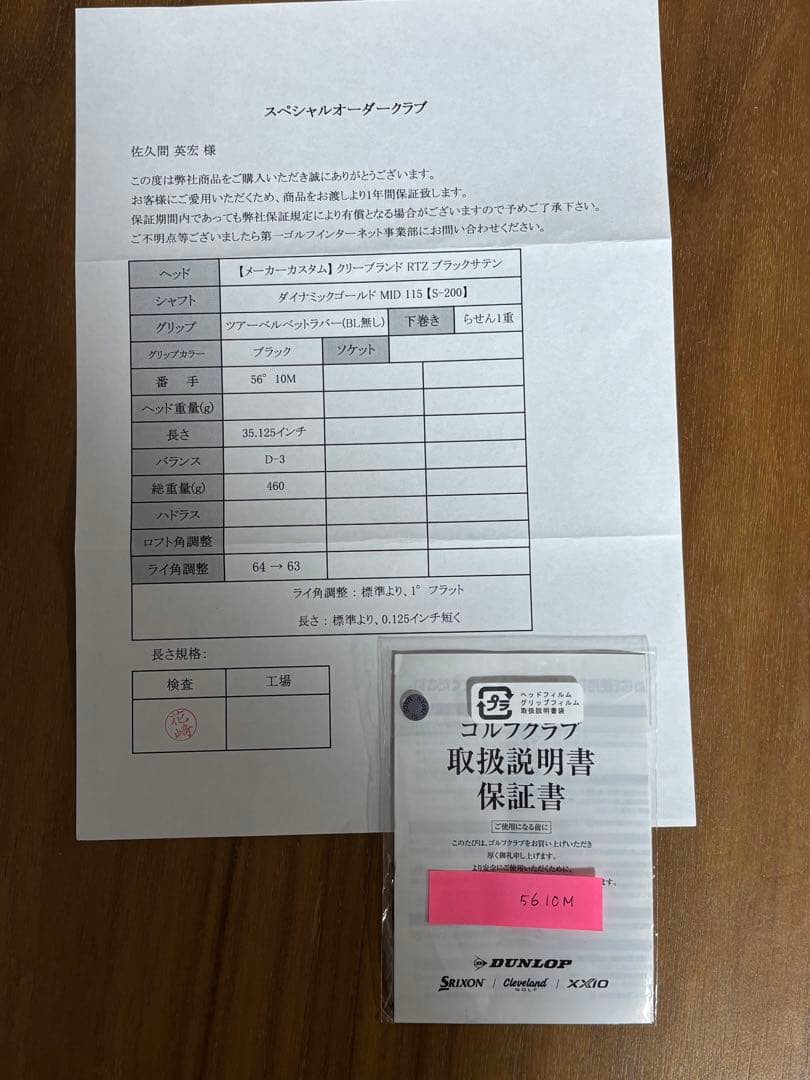 スペシャルオーダークラブ
佐久間 英宏 様
この度は弊社商品をご購入いただき誠にありがとうございます。
お客様にご愛用いただくため、商品をお渡しより1年間保証致します。
保証期間内であっても弊社保証規定により有償となる場合がございますので予めご了承下さい。
ご不明点等ございましたら第一ゴルフインターネット事業部にお問い合わせください。
ヘッド 【メーカーカスタム】クリーブランド RTZ ブラックサテン
シャフト ダイナミックゴールド MID 115【S-200】
グリップ ツアーベルベットラバー(BL無し) 下巻き らせん1重
グリップカラー ブラック ソケット
番 手 56° 10M
ヘッド重量(g)
長さ 35.125インチ
バランス D-3
総重量(g) 460
ハドラス
ロフト角調整
ライ角調整 64 → 63
ライ角調整：標準より、1° フラット
長さ：標準より、0.125インチ短く
長さ規格：
検査 工場
花崎
プラ
ヘッドフィルム
グリップフィルム
取扱説明書袋
ゴルフクラブ
取扱説明書
保証書
ご使用になる前に
このたびは、ゴルフクラブをお買い上げいただき
厚く御礼申し上げます。
より安全にご使用いただくために、
ます。
5610M
DUNLOP
SRIXON / Cleveland GOLF / XXIO